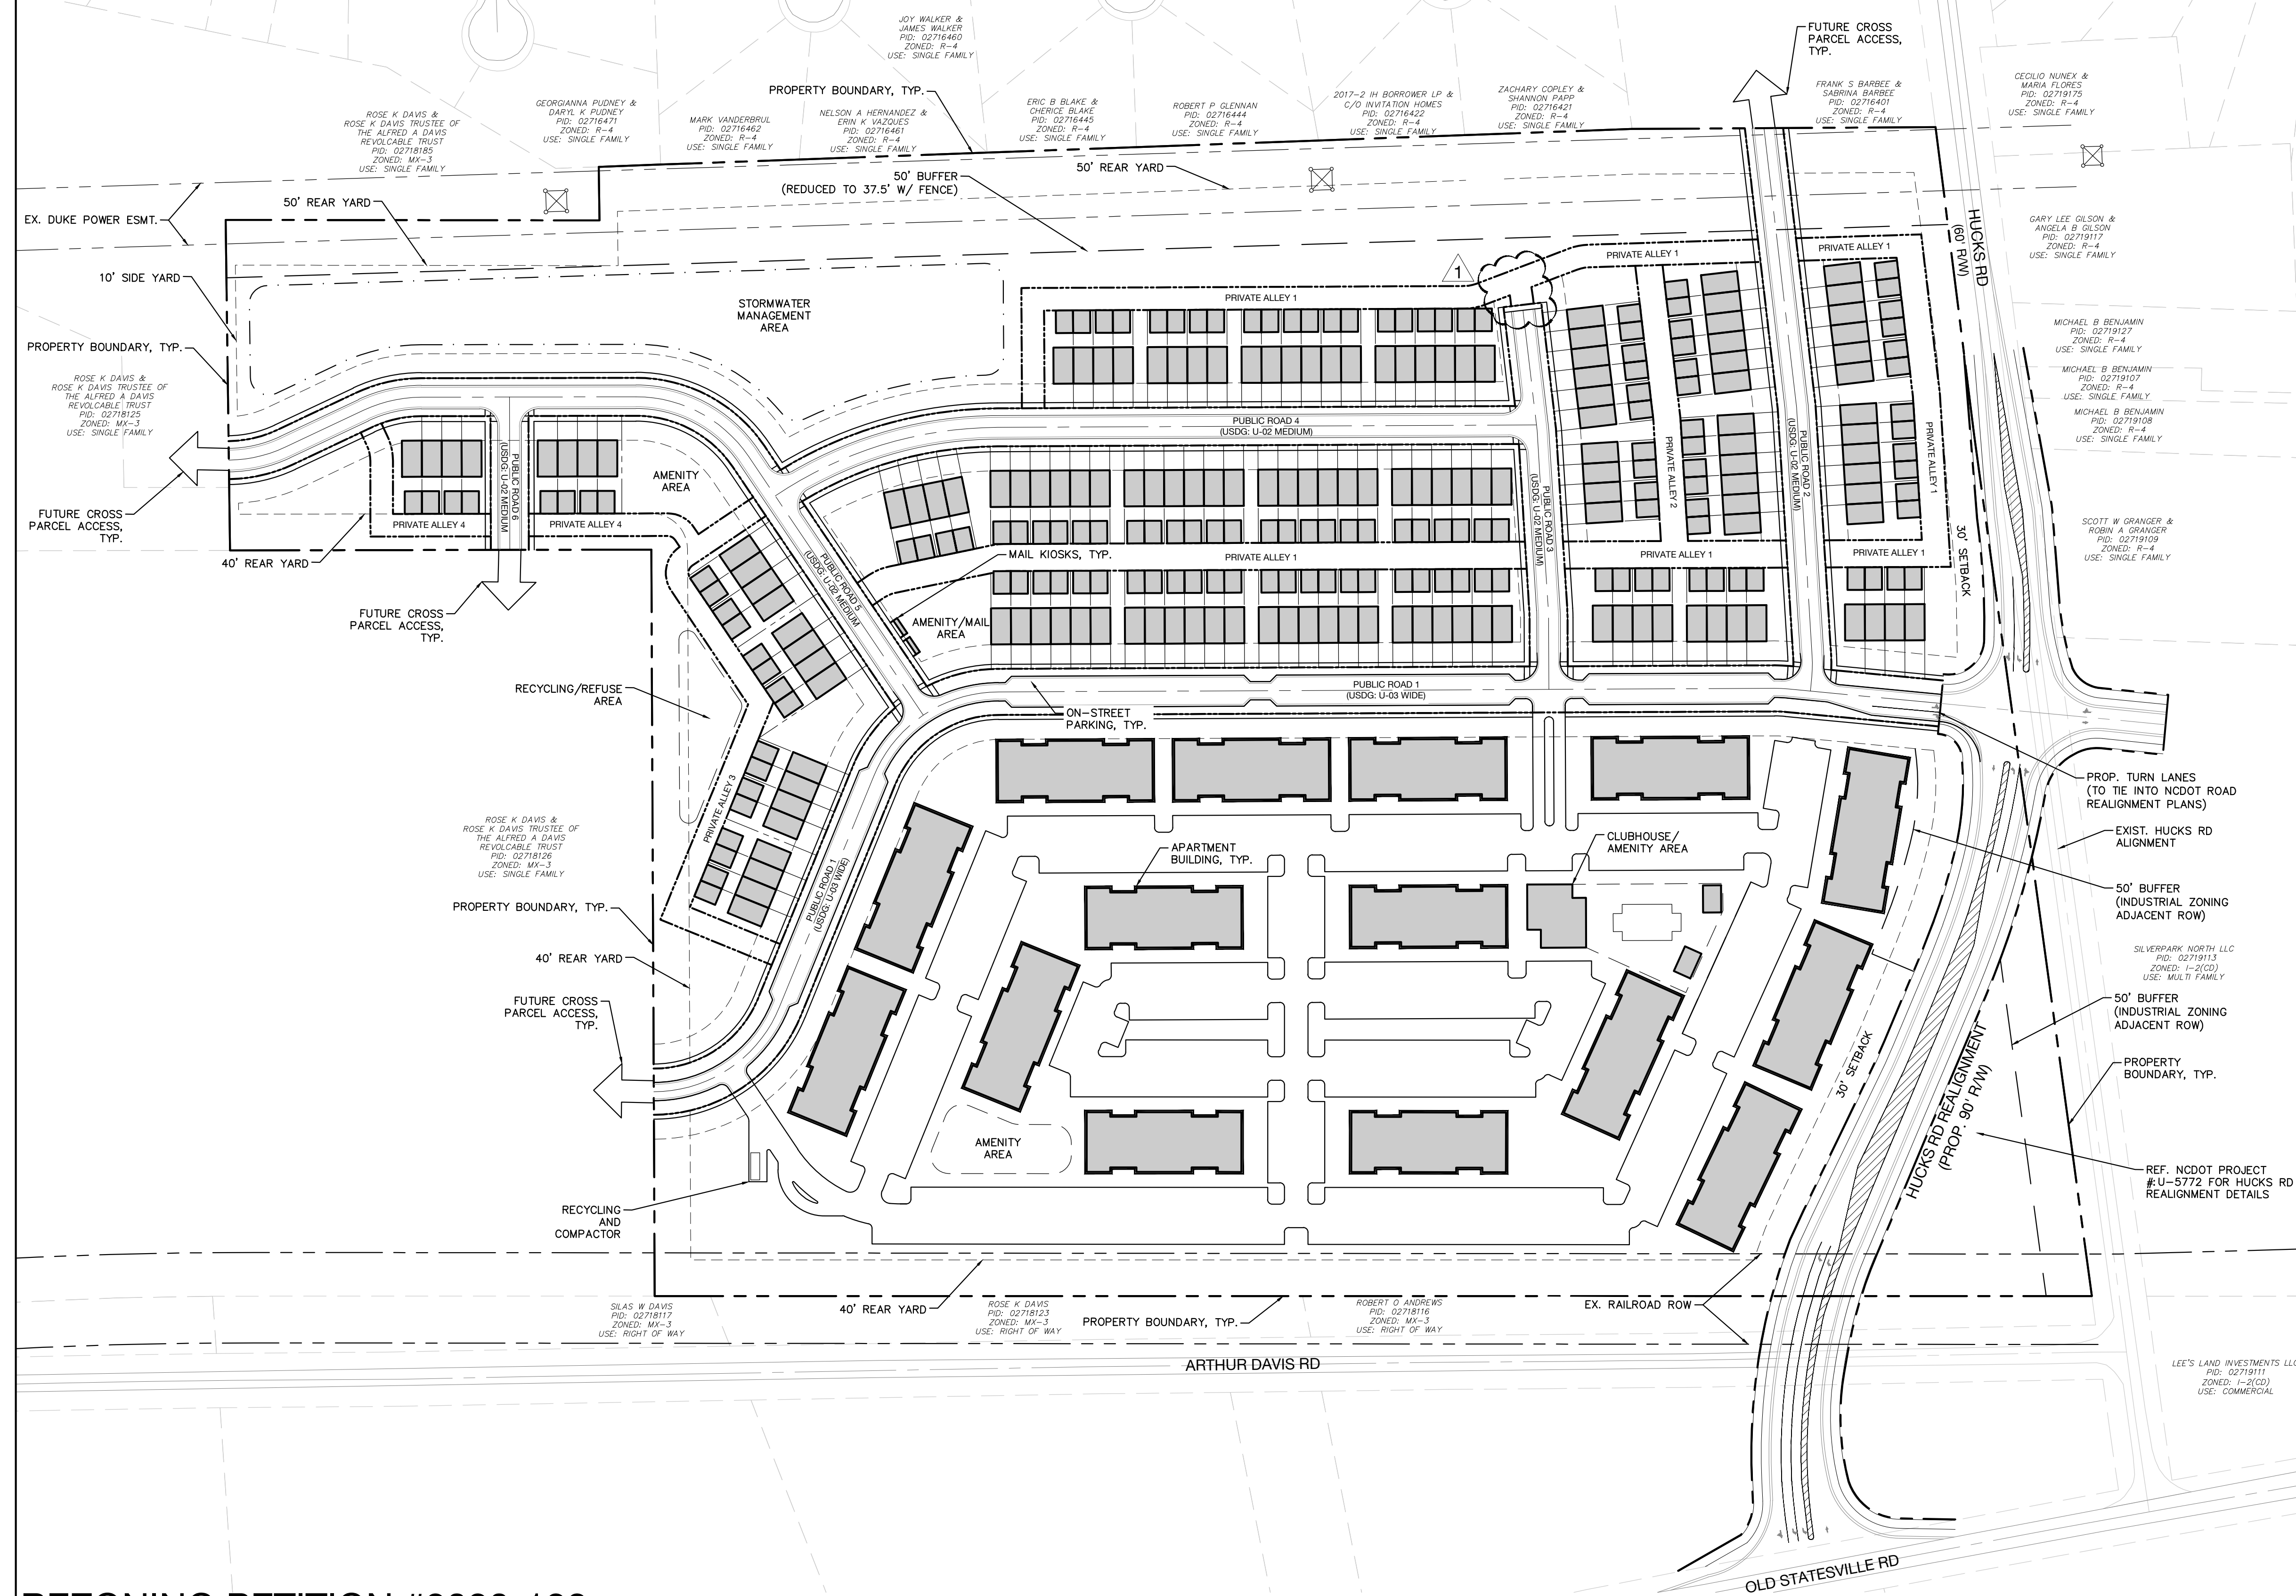 JOY WALKER &
JAMES WALKER
PID: 02716460
ZONED: R-4
USE: SINGLE FAMILY
FUTURE CROSS
PARCEL ACCESS,
TYP.
PROPERTY BOUNDARY, TYP.
ROSE K DAVIS &
ROSE K DAVIS TRUSTEE OF
THE ALFRED A DAVIS
REVOLCABLE TRUST
PID: 02718185
ZONED: MX-3
USE: SINGLE FAMILY
GEORGIANNA PUDNEY &
DARYL K PUDNEY
PID: 02716471
ZONED: R-4
USE: SINGLE FAMILY
MARK VANDERBRUL
PID: 02716462
ZONED: R-4
USE: SINGLE FAMILY
NELSON A HERNANDEZ &
ERIN K VAZQUES
PID: 02716461
ZONED: R-4
USE: SINGLE FAMILY
ERIC B BLAKE &
CHERICE BLAKE
PID: 02716445
ZONED: R-4
USE: SINGLE FAMILY
ROBERT P GLENNAN
PID: 02716444
ZONED: R-4
USE: SINGLE FAMILY
2017-2 IH BORROWER LP &
C/O INVITATION HOMES
PID: 02716422
ZONED: R-4
USE: SINGLE FAMILY
ZACHARY COPLEY &
SHANNON PAPP
PID: 02716421
ZONED: R-4
USE: SINGLE FAMILY
FRANK S BARBEE &
SABRINA BARBEE
PID: 02716401
ZONED: R-4
USE: SINGLE FAMILY
CECILIO NUNEX &
MARIA FLORES
PID: 02719175
ZONED: R-4
USE: SINGLE FAMILY
50' REAR YARD
50' BUFFER
(REDUCED TO 37.5' W/ FENCE)
50' REAR YARD
EX. DUKE POWER ESMT.
10' SIDE YARD
PROPERTY BOUNDARY, TYP.
STORMWATER
MANAGEMENT
AREA
PRIVATE ALLEY 1
1
PRIVATE ALLEY 1
PRIVATE ALLEY 1
HUCKS RD
(60' R/W)
GARY LEE GILSON &
ANGELA B GILSON
PID: 02719117
ZONED: R-4
USE: SINGLE FAMILY
MICHAEL B BENJAMIN
PID: 02719127
ZONED: R-4
USE: SINGLE FAMILY
MICHAEL B BENJAMIN
PID: 02719107
ZONED: R-4
USE: SINGLE FAMILY
MICHAEL B BENJAMIN
PID: 02719108
ZONED: R-4
USE: SINGLE FAMILY
ROSE K DAVIS &
ROSE K DAVIS TRUSTEE OF
THE ALFRED A DAVIS
REVOLCABLE TRUST
PID: 02718125
ZONED: MX-3
USE: SINGLE FAMILY
PUBLIC ROAD 4
(USDG: U-02 MEDIUM)
PUBLIC ROAD 6
(USDG: U-02 MEDIUM
AMENITY
AREA
PUBLIC ROAD 3
(USDG: U-02 MEDIUM)
PRIVATE ALLEY 2
PUBLIC ROAD 2
(USDG: U-02 MEDIUM)
PRIVATE ALLEY 1
FUTURE CROSS
PARCEL ACCESS,
TYP.
PRIVATE ALLEY 4
PRIVATE ALLEY 4
40' REAR YARD
MAIL KIOSKS, TYP.
PRIVATE ALLEY 1
PRIVATE ALLEY 1
PRIVATE ALLEY 1
30' SETBACK
SCOTT W GRANGER &
ROBIN A GRANGER
PID: 02719109
ZONED: R-4
USE: SINGLE FAMILY
PUBLIC ROAD 5
(USDG: U-02 MEDIUM
FUTURE CROSS
PARCEL ACCESS,
TYP.
AMENITY/MAIL
AREA
RECYCLING/REFUSE
AREA
PUBLIC ROAD 1
(USDG: U-03 WIDE)
ON-STREET
PARKING, TYP.
PROP. TURN LANES
(TO TIE INTO NCDOT ROAD
REALIGNMENT PLANS)
PRIVATE ALLEY 3
ROSE K DAVIS &
ROSE K DAVIS TRUSTEE OF
THE ALFRED A DAVIS
REVOLCABLE TRUST
PID: 02718126
ZONED: MX-3
USE: SINGLE FAMILY
APARTMENT
BUILDING, TYP.
CLUBHOUSE/
AMENITY AREA
EXIST. HUCKS RD
ALIGNMENT
PUBLIC ROAD 1
(USDG: U-03 WIDE)
50' BUFFER
(INDUSTRIAL ZONING
ADJACENT ROW)
PROPERTY BOUNDARY, TYP.
40' REAR YARD
SILVERPARK NORTH LLC
PID: 02719113
ZONED: I-2(CD)
USE: MULTI FAMILY
FUTURE CROSS
PARCEL ACCESS,
TYP.
50' BUFFER
(INDUSTRIAL ZONING
ADJACENT ROW)
30' SETBACK
PROPERTY
BOUNDARY, TYP.
HUCKS RD REALIGNMENT
(PROP. 90' R/W)
AMENITY
AREA
REF. NCDOT PROJECT
#:U-5772 FOR HUCKS RD
REALIGNMENT DETAILS
RECYCLING
AND
COMPACTOR
SILAS W DAVIS
PID: 02718117
ZONED: MX-3
USE: RIGHT OF WAY
40' REAR YARD
ROSE K DAVIS
PID: 02718123
ZONED: MX-3
USE: RIGHT OF WAY
PROPERTY BOUNDARY, TYP.
ROBERT O ANDREWS
PID: 02718116
ZONED: MX-3
USE: RIGHT OF WAY
EX. RAILROAD ROW
ARTHUR DAVIS RD
LEE'S LAND INVESTMENTS LLC
PID: 02719111
ZONED: I-2(CD)
USE: COMMERCIAL
OLD STATESVILLE RD
REZONING PETITION